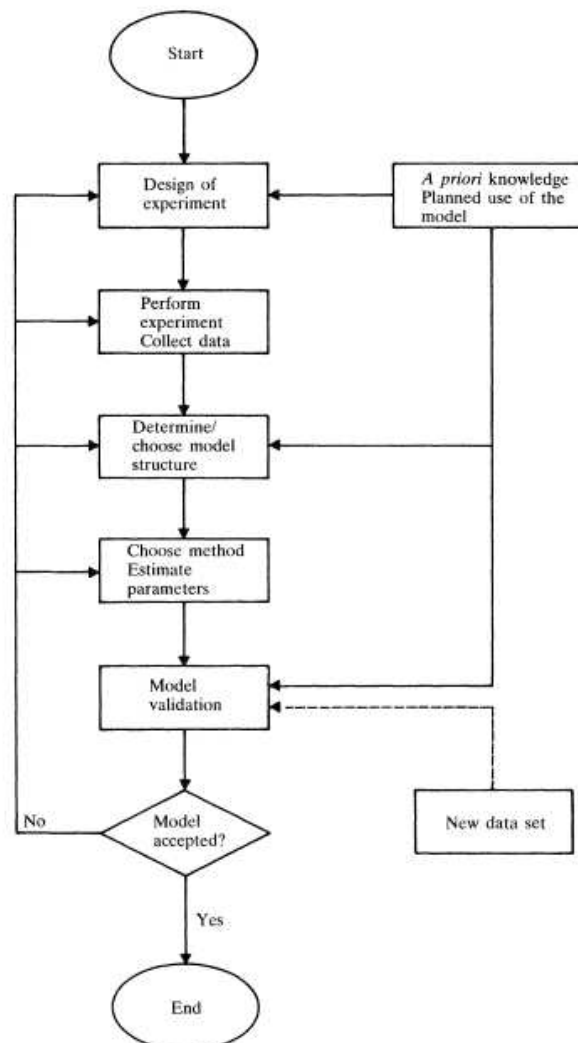 Start
Design of
experiment
A priori knowledge
Planned use of the
model
Perform
experiment
Collect data
Determine/
choose model
structure
Choose method
Estimate
parameters
Model
validation
New data set
No
Model
accepted?
Yes
End